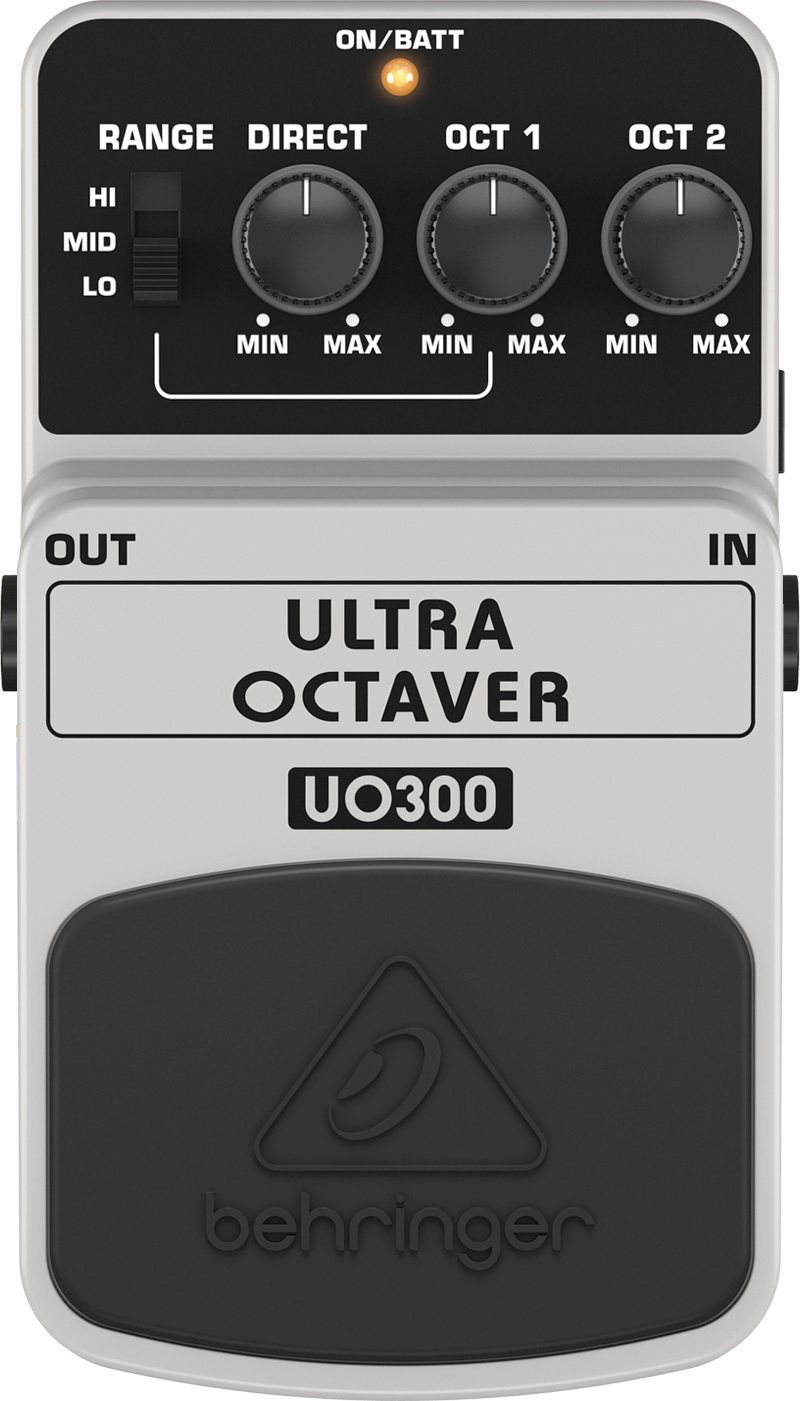 ON/BATT
RANGE DIRECT OCT 1 OCT 2
HI
MID
LO
MIN MAX MIN MAX MIN MAX
OUT IN
ULTRA
OCTAVER
UO300
behringer